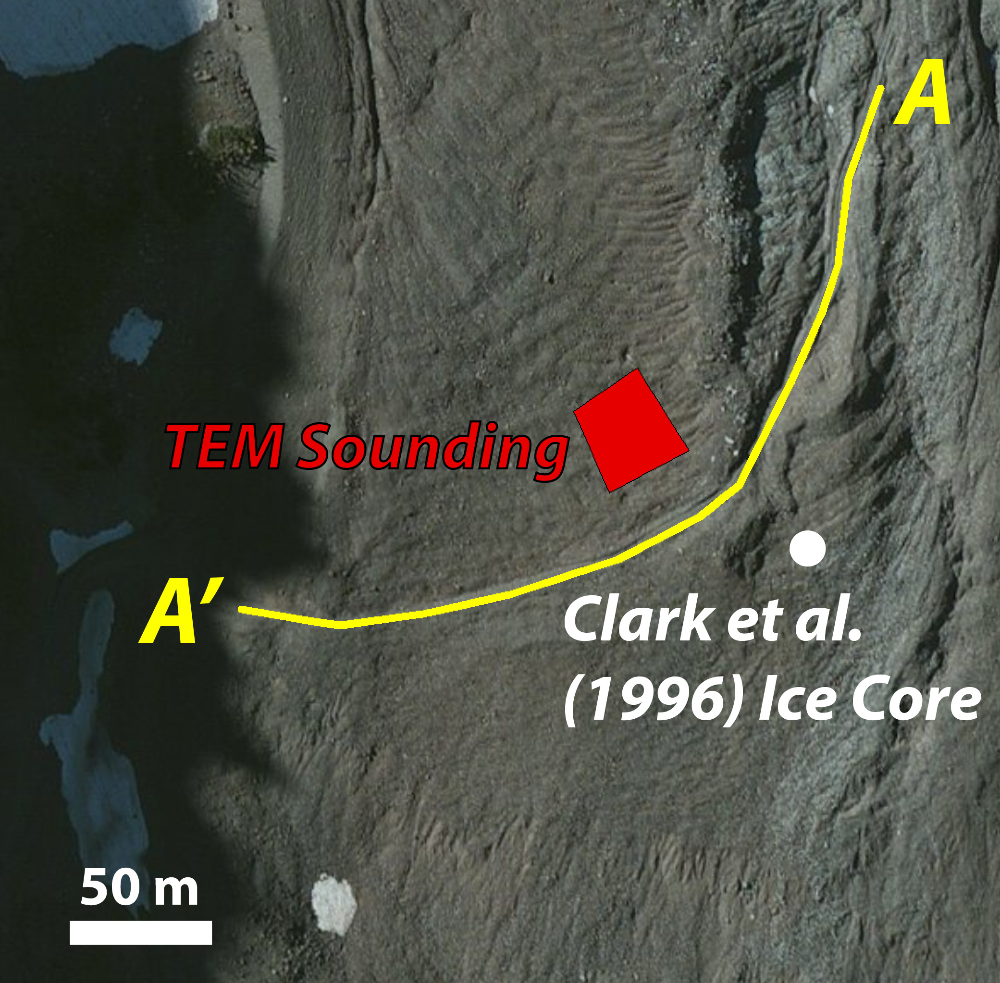 A
TEM Sounding
A′
Clark et al.
(1996) Ice Core
50 m